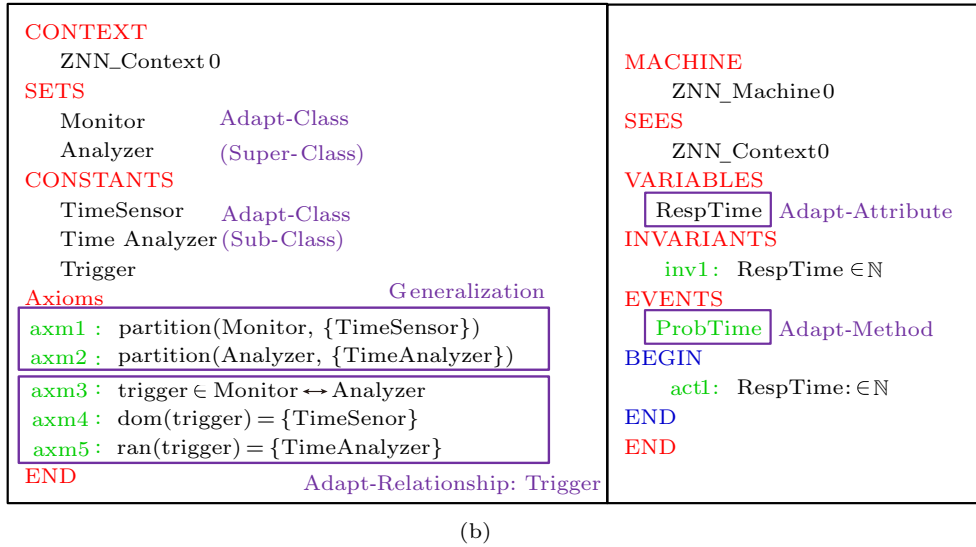 CONTEXT
ZNN_Context0
SETS
Monitor Adapt-Class
Analyzer (Super-Class)
CONSTANTS
TimeSensor Adapt-Class
Time Analyzer (Sub-Class)
Trigger
Axioms Generalization
axm1 : partition(Monitor, {TimeSensor})
axm2 : partition(Analyzer, {TimeAnalyzer})
axm3 : trigger ∈ Monitor ↔ Analyzer
axm4 : dom(trigger) = {TimeSenor}
axm5 : ran(trigger) = {TimeAnalyzer}
END
Adapt-Relationship: Trigger
MACHINE
ZNN_Machine0
SEES
ZNN_Context0
VARIABLES
RespTime Adapt-Attribute
INVARIANTS
inv1: RespTime ∈ ℕ
EVENTS
ProbTime Adapt-Method
BEGIN
act1: RespTime: ∈ ℕ
END
END
(b)